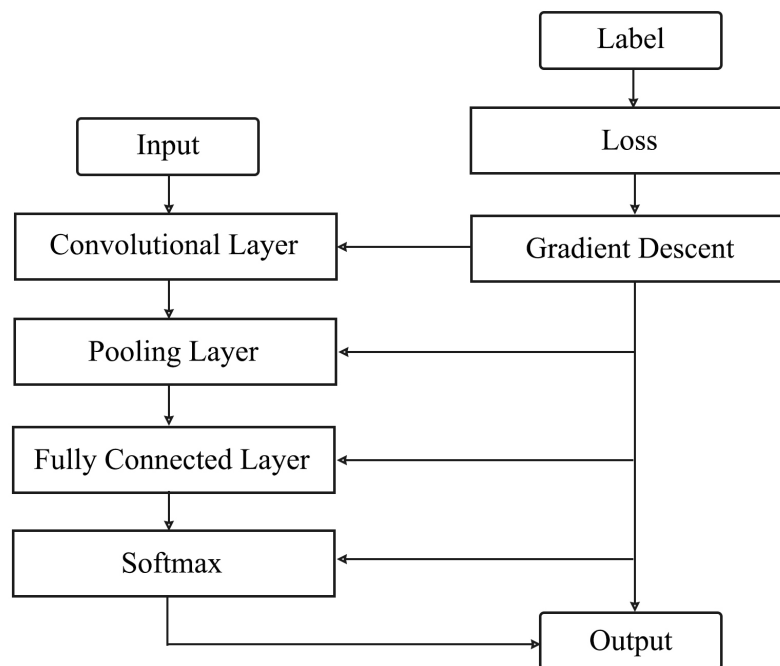 Label
Loss
Input
Convolutional Layer
Gradient Descent
Pooling Layer
Fully Connected Layer
Softmax
Output